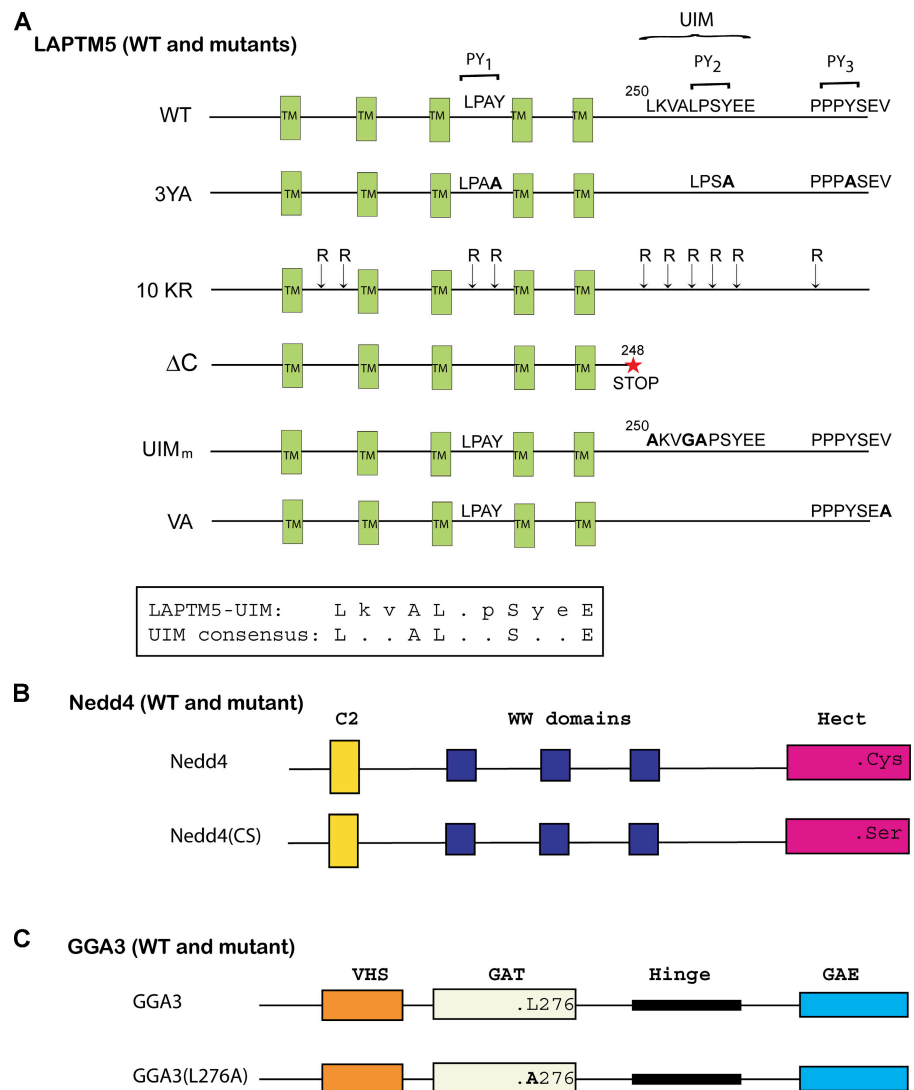 A
LAPTM5 (WT and mutants)
UIM
PY1 PY2 PY3
250
WT TM TM TM LPAY TM TM LKVALPSYEE PPPYSEV
3YA TM TM TM LPAA TM TM LPSA PPPASEV
R R R R R R R R R R
10 KR TM TM TM TM TM
248
ΔC TM TM TM TM TM
STOP
250
UIMm TM TM TM LPAY TM TM AKVGAPSYEE PPPYSEV
VA TM TM TM LPAY TM TM PPPYSEA
LAPTM5-UIM: L k v A L . p S y e E
UIM consensus: L . . A L . . S . . E
B
Nedd4 (WT and mutant)
C2 WW domains Hect
Nedd4 .Cys
Nedd4(CS) .Ser
C
GGA3 (WT and mutant)
VHS GAT Hinge GAE
GGA3 .L276
GGA3(L276A) .A276